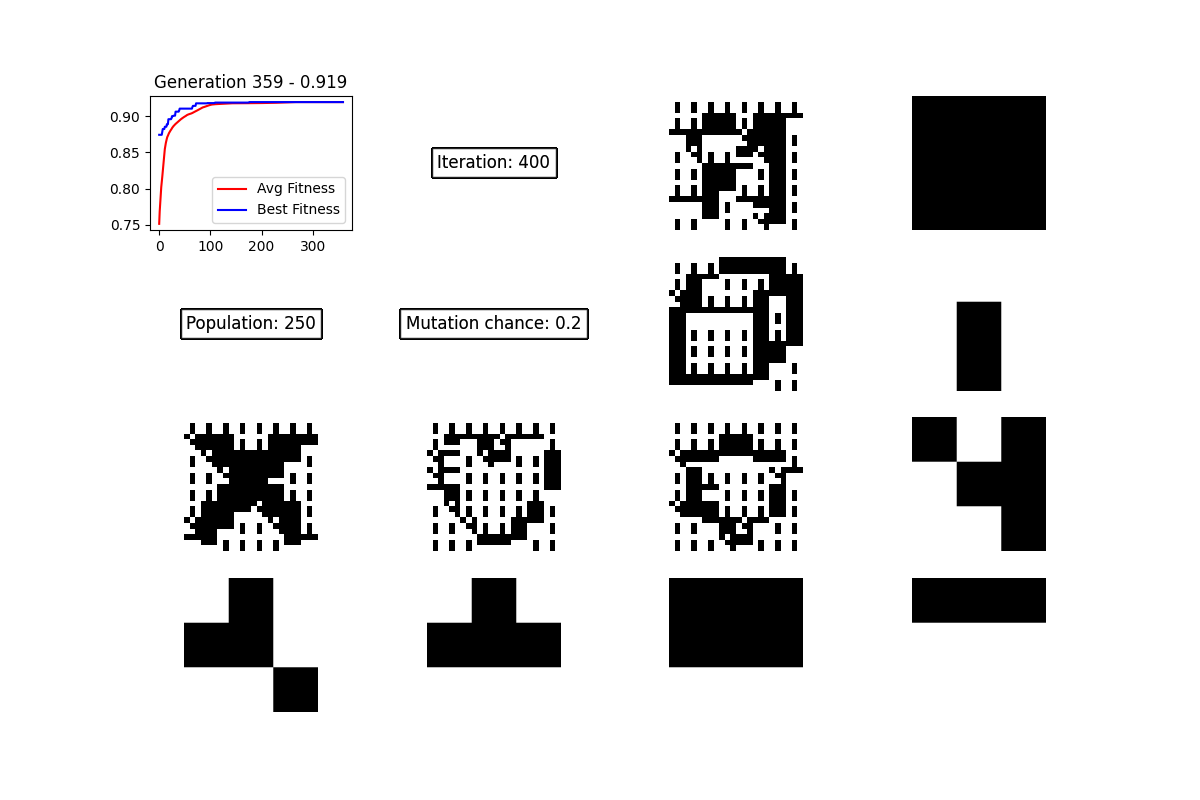 Generation 359 - 0.919
0.90
0.85
0.80
0.75
Avg Fitness
Best Fitness
0 100 200 300
Iteration: 400
Population: 250
Mutation chance: 0.2